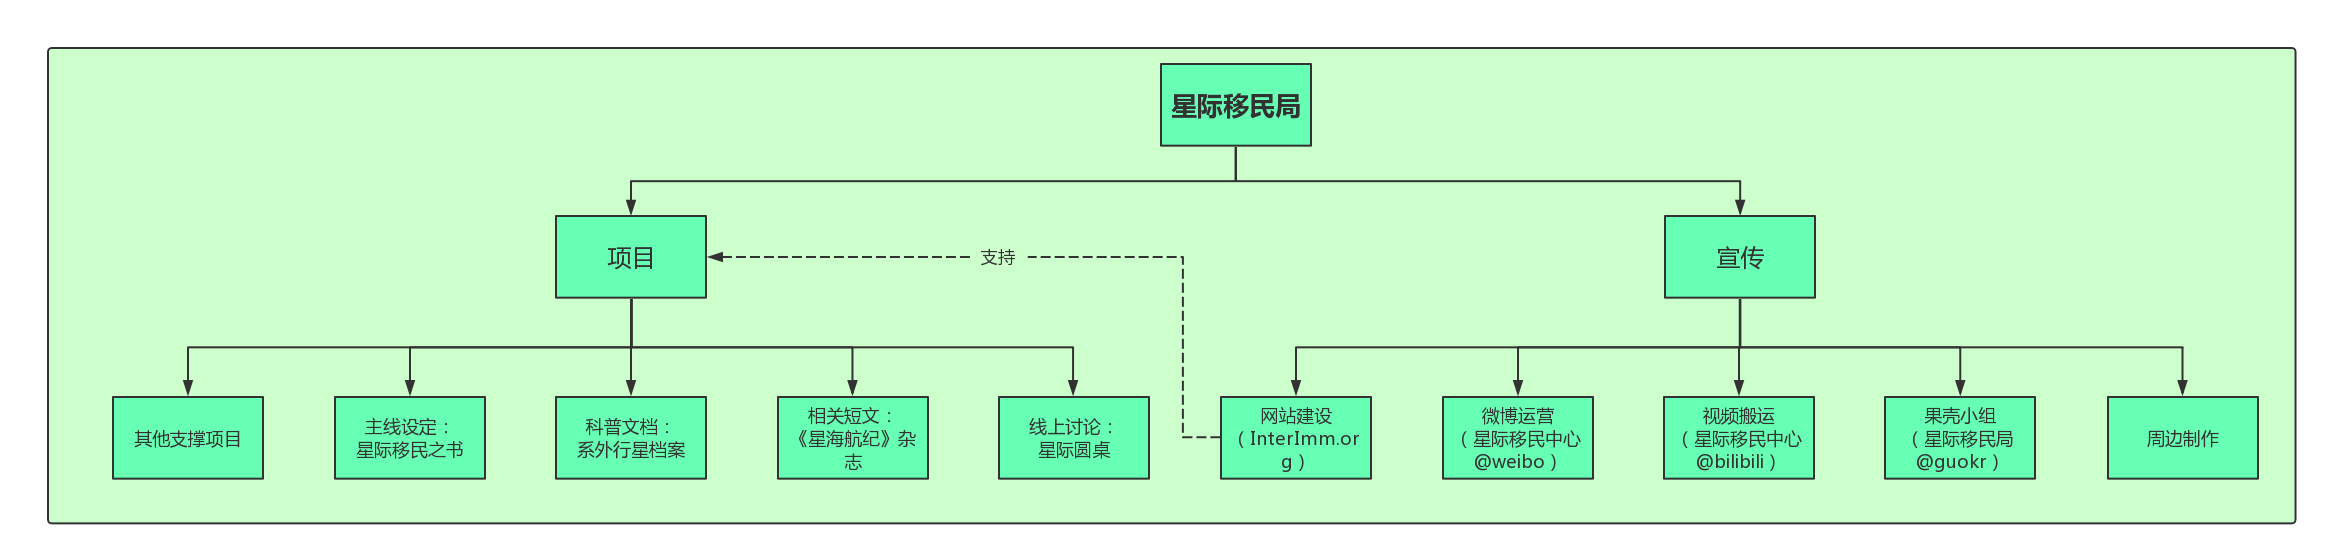 星际移民局
项目
支持
宣传
其他支撑项目
主线设定：
星际移民之书
科普文档：
系外行星档案
相关短文：
《星海航纪》杂
志
线上讨论：
星际圆桌
网站建设
（InterImm.or
g）
微博运营
（星际移民中心
@weibo）
视频搬运
（星际移民中心
@bilibili）
果壳小组
（星际移民局
@guokr）
周边制作